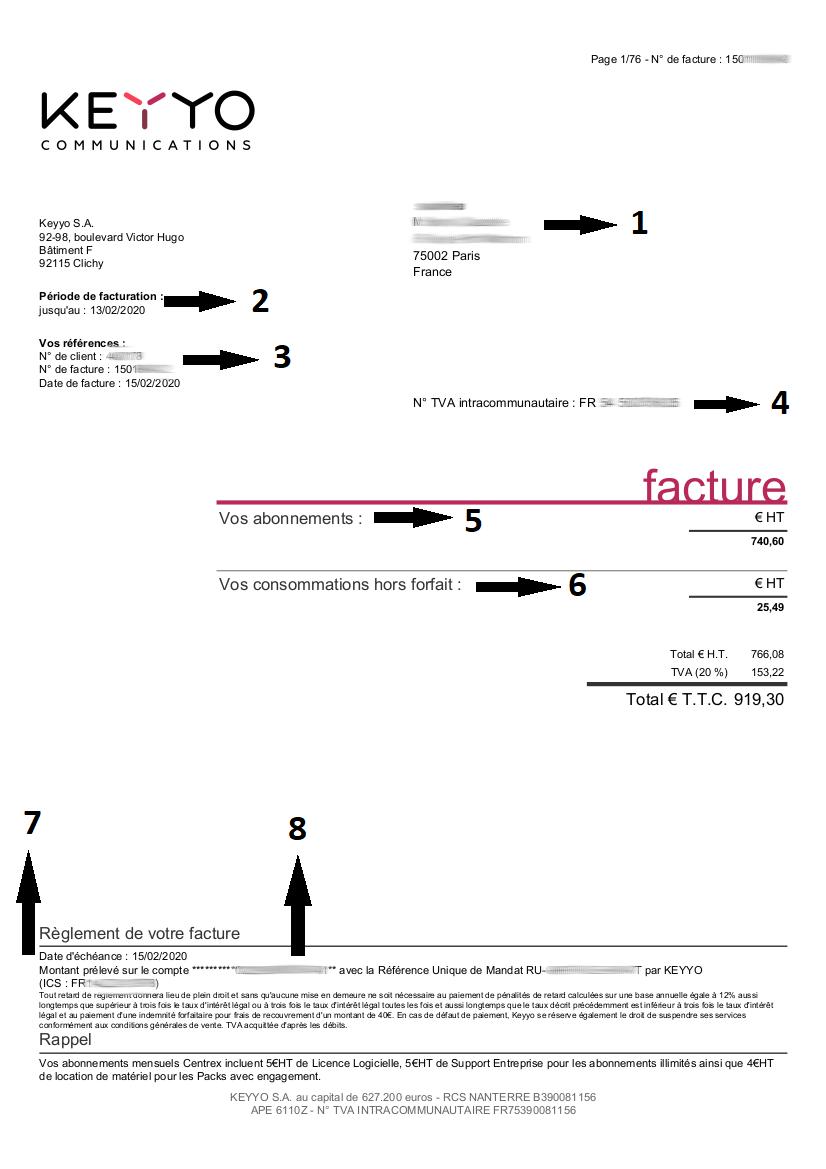 Page 1/76 - N° de facture : 150
KEYYO
COMMUNICATIONS
1
Keyyo S.A.
92-98, boulevard Victor Hugo
Bâtiment F
92115 Clichy
75002 Paris
France
Période de facturation :
jusqu'au : 13/02/2020
2
Vos références :
N° de client :
N° de facture : 1501
Date de facture : 15/02/2020
3
N° TVA intracommunautaire : FR
4
facture
Vos abonnements : 5 € HT
740,60
Vos consommations hors forfait : 6 € HT
25,49
Total € H.T. 766,08
TVA (20 %) 153,22
Total € T.T.C. 919,30
7
8
Règlement de votre facture
Date d'échéance : 15/02/2020
Montant prélevé sur le compte ********** ** avec la Référence Unique de Mandat RU- T par KEYYO
(ICS : FR )
Tout retard de règlement donnera lieu de plein droit et sans qu'aucune mise en demeure ne soit nécessaire au paiement de pénalités de retard calculées sur une base annuelle égale à 12% aussi
longtemps que supérieur à trois fois le taux d'intérêt légal ou à trois fois le taux d'intérêt légal toutes les fois et aussi longtemps que le taux décrit précédemment est inférieur à trois fois le taux d'intérêt
légal et au paiement d'une indemnité forfaitaire pour frais de recouvrement d'un montant de 40€. En cas de défaut de paiement, Keyyo se réserve également le droit de suspendre ses services
conformément aux conditions générales de vente. TVA acquittée d'après les débits.
Rappel
Vos abonnements mensuels Centrex incluent 5€HT de Licence Logicielle, 5€HT de Support Entreprise pour les abonnements illimités ainsi que 4€HT
de location de matériel pour les Packs avec engagement.
KEYYO S.A. au capital de 627.200 euros - RCS NANTERRE B390081156
APE 6110Z - N° TVA INTRACOMMUNAUTAIRE FR75390081156